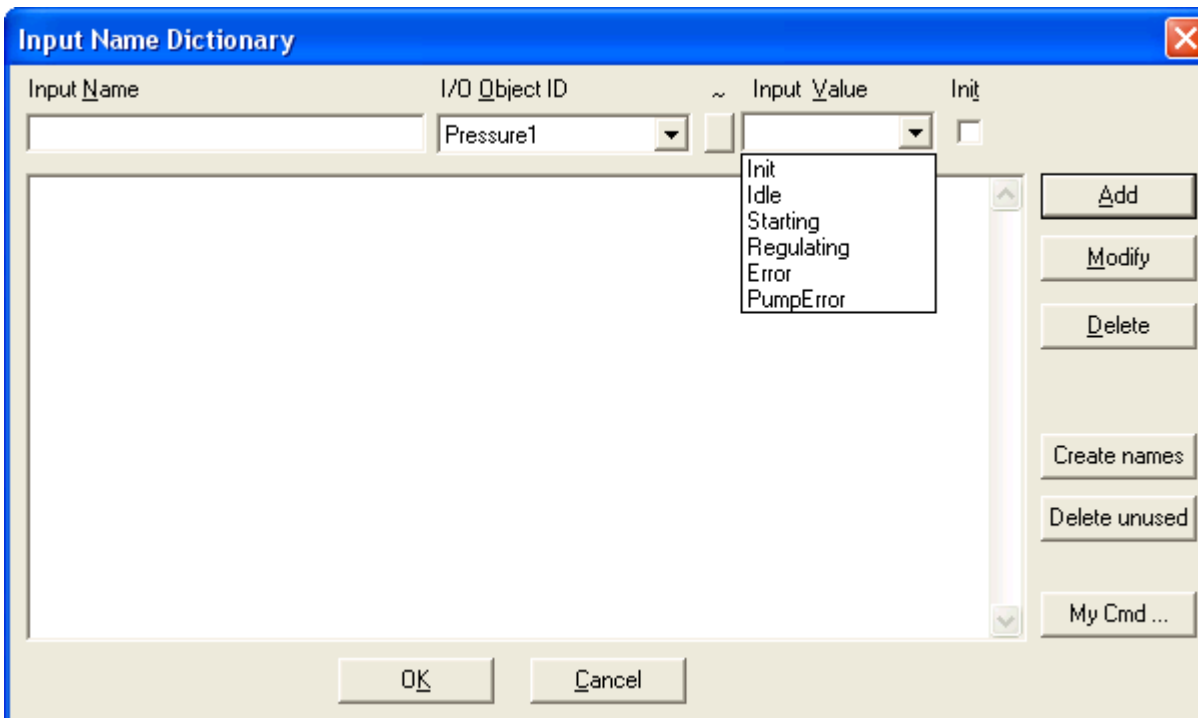 Input Name Dictionary
Input Name I/O Object ID ~ Input Value Init
Pressure1
Init
Idle
Starting
Regulating
Error
PumpError
Add
Modify
Delete
Create names
Delete unused
My Cmd ...
OK Cancel